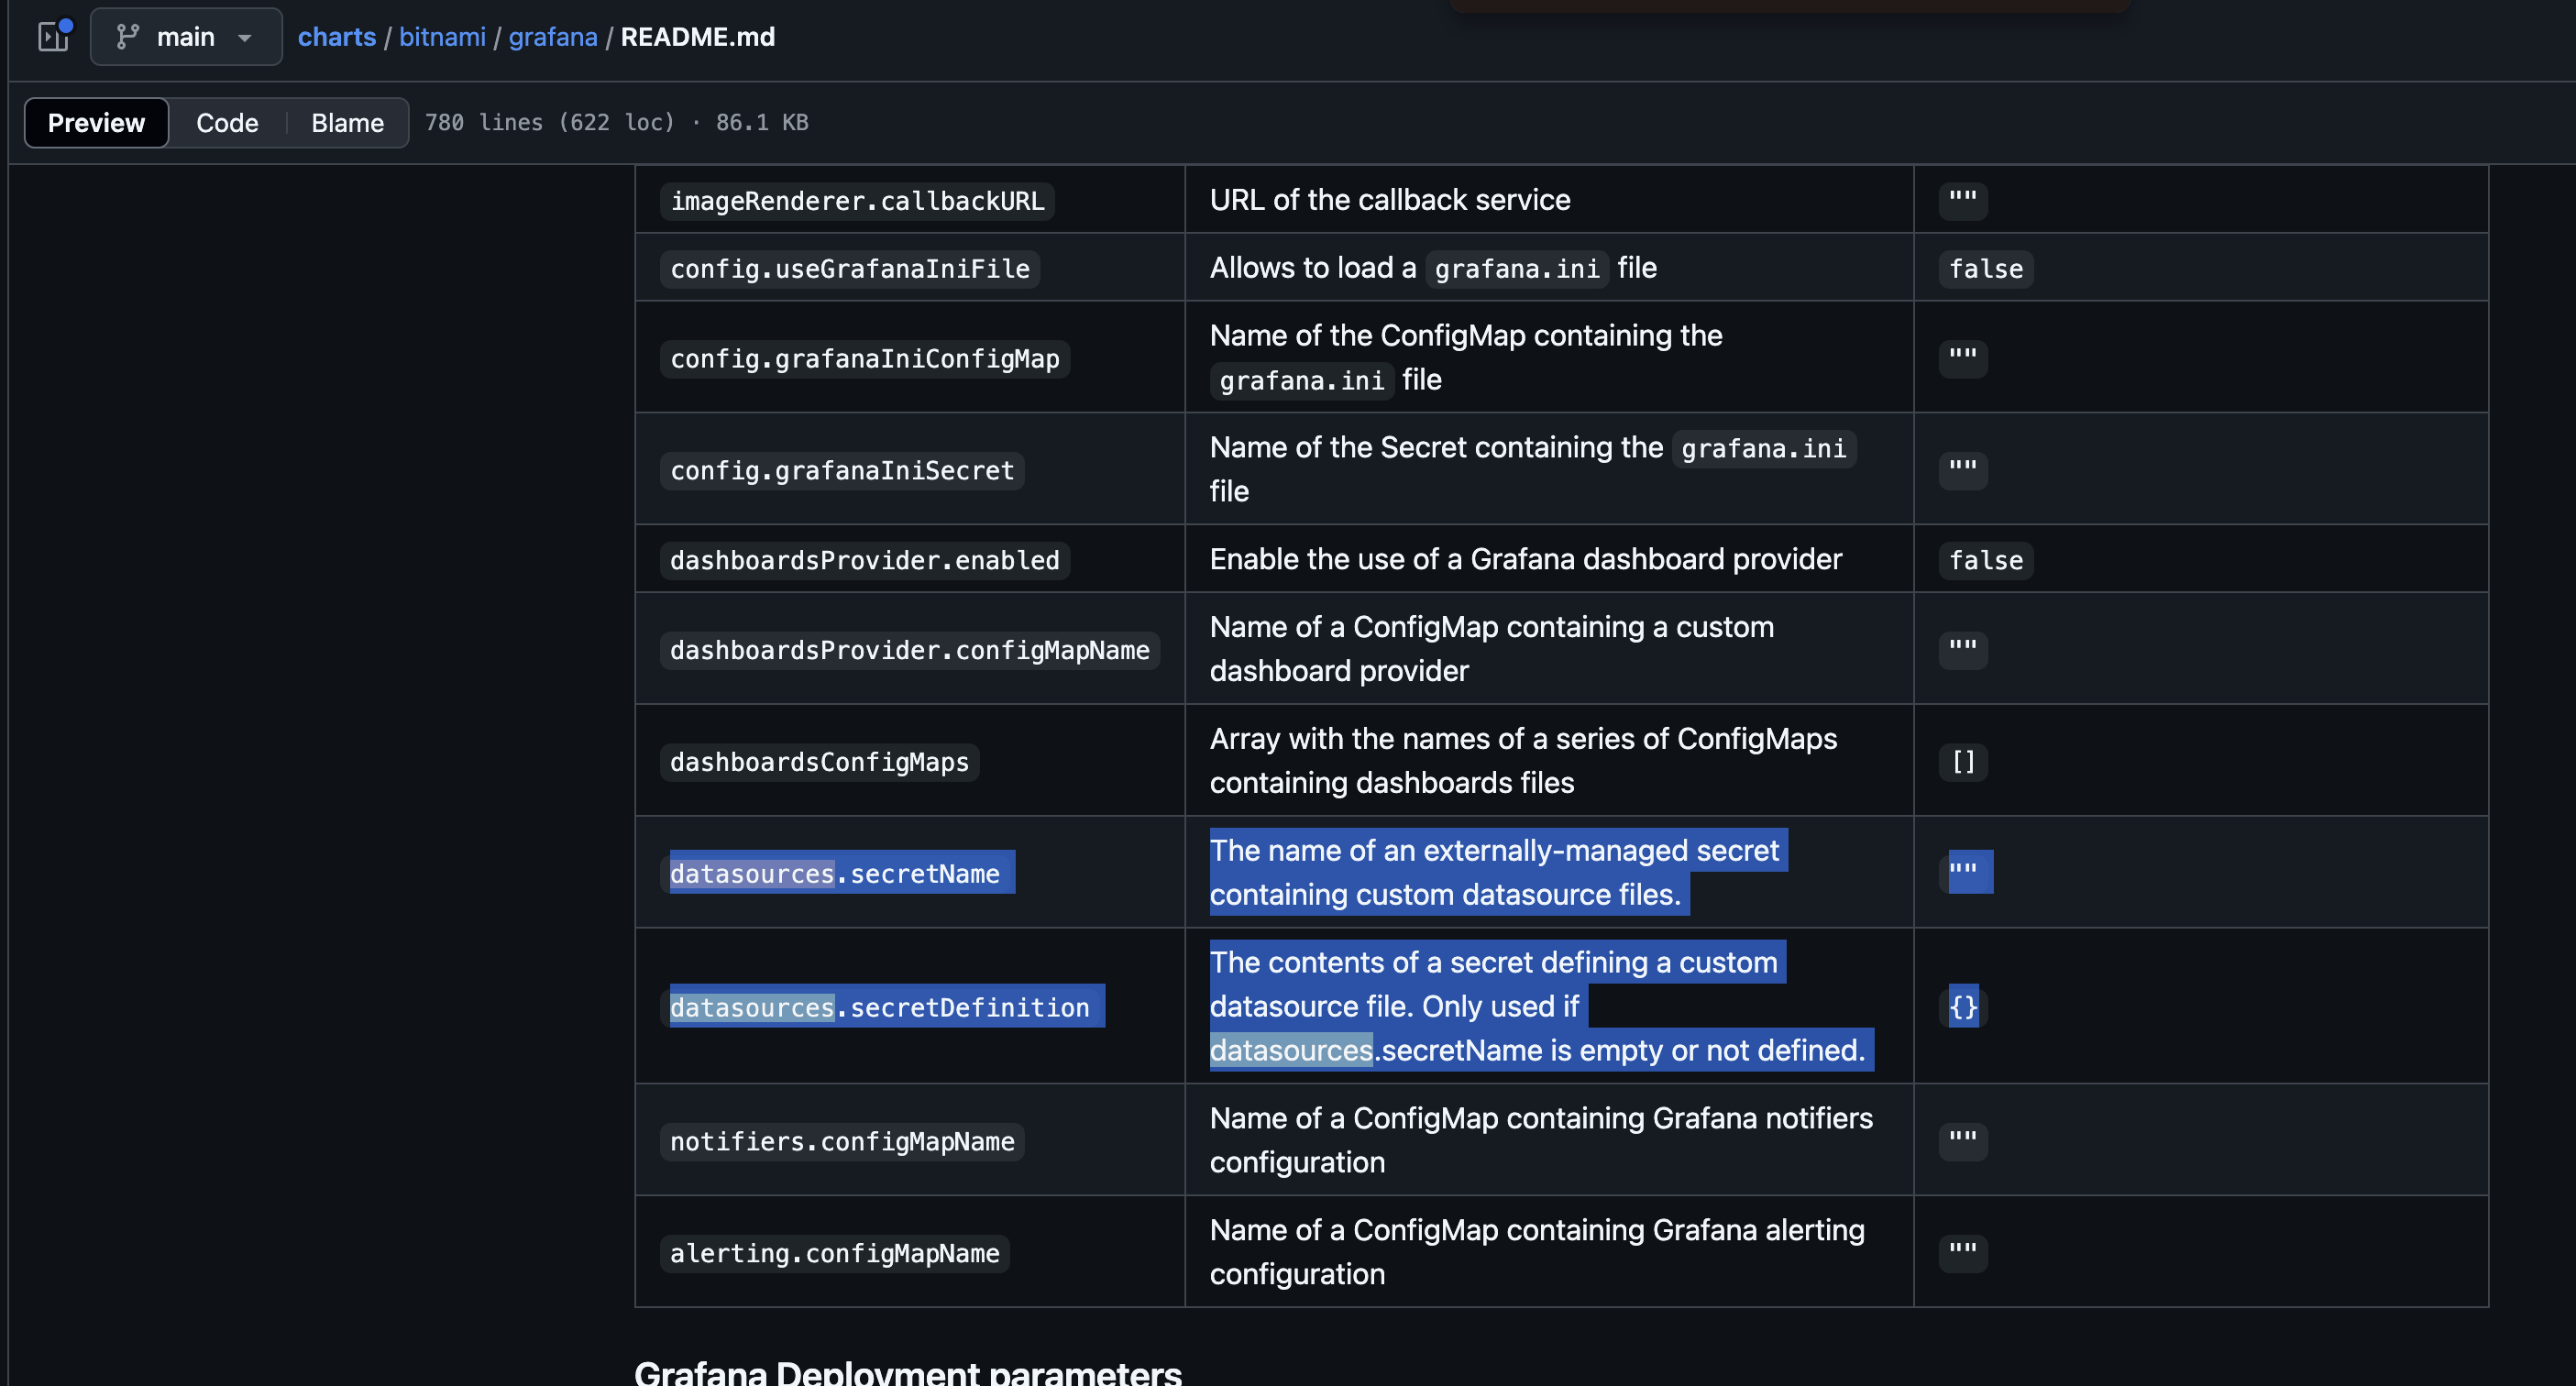 main
charts / bitnami / grafana / README.md
Preview Code Blame 780 lines (622 loc) · 86.1 KB
imageRenderer.callbackURL
URL of the callback service
""
config.useGrafanaIniFile
Allows to load a grafana.ini file
false
config.grafanaIniConfigMap
Name of the ConfigMap containing the
grafana.ini file
""
config.grafanaIniSecret
Name of the Secret containing the grafana.ini
file
""
dashboardsProvider.enabled
Enable the use of a Grafana dashboard provider
false
dashboardsProvider.configMapName
Name of a ConfigMap containing a custom
dashboard provider
""
dashboardsConfigMaps
Array with the names of a series of ConfigMaps
containing dashboards files
[]
datasources.secretName
The name of an externally-managed secret
containing custom datasource files.
""
datasources.secretDefinition
The contents of a secret defining a custom
datasource file. Only used if
datasources.secretName is empty or not defined.
{}
notifiers.configMapName
Name of a ConfigMap containing Grafana notifiers
configuration
""
alerting.configMapName
Name of a ConfigMap containing Grafana alerting
configuration
""
Grafana Deployment parameters